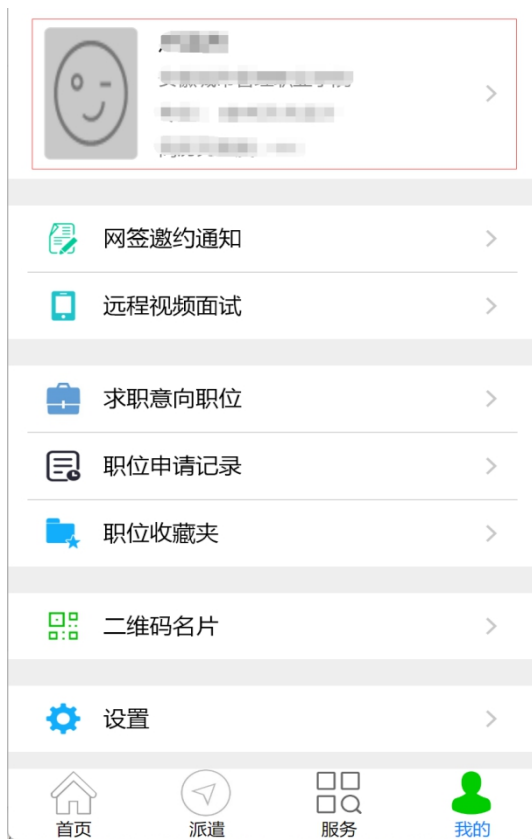 网签邀约通知
远程视频面试
求职意向职位
职位申请记录
职位收藏夹
二维码名片
设置
首页
派遣
服务
我的